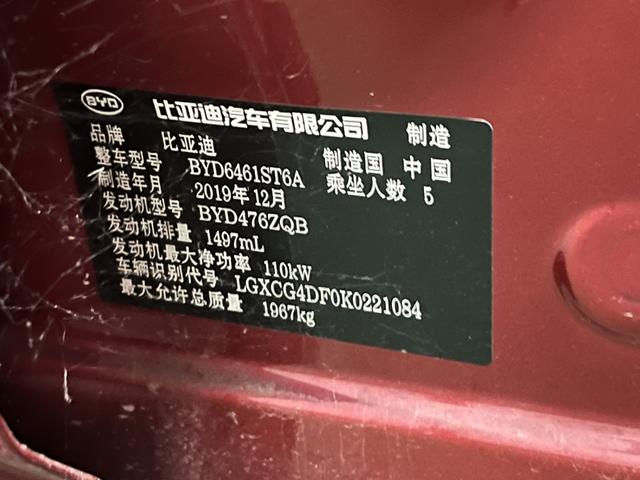 BYD 比亚迪汽车有限公司 制造
品牌 比亚迪 制造国 中国
整车型号 BYD6461ST6A 乘坐人数 5
制造年月 2019年12月
发动机型号 BYD476ZQB
发动机排量 1497mL
发动机最大净功率 110kW
车辆识别代号 LGXCG4DF0K0221084
最大允许总质量 1967kg